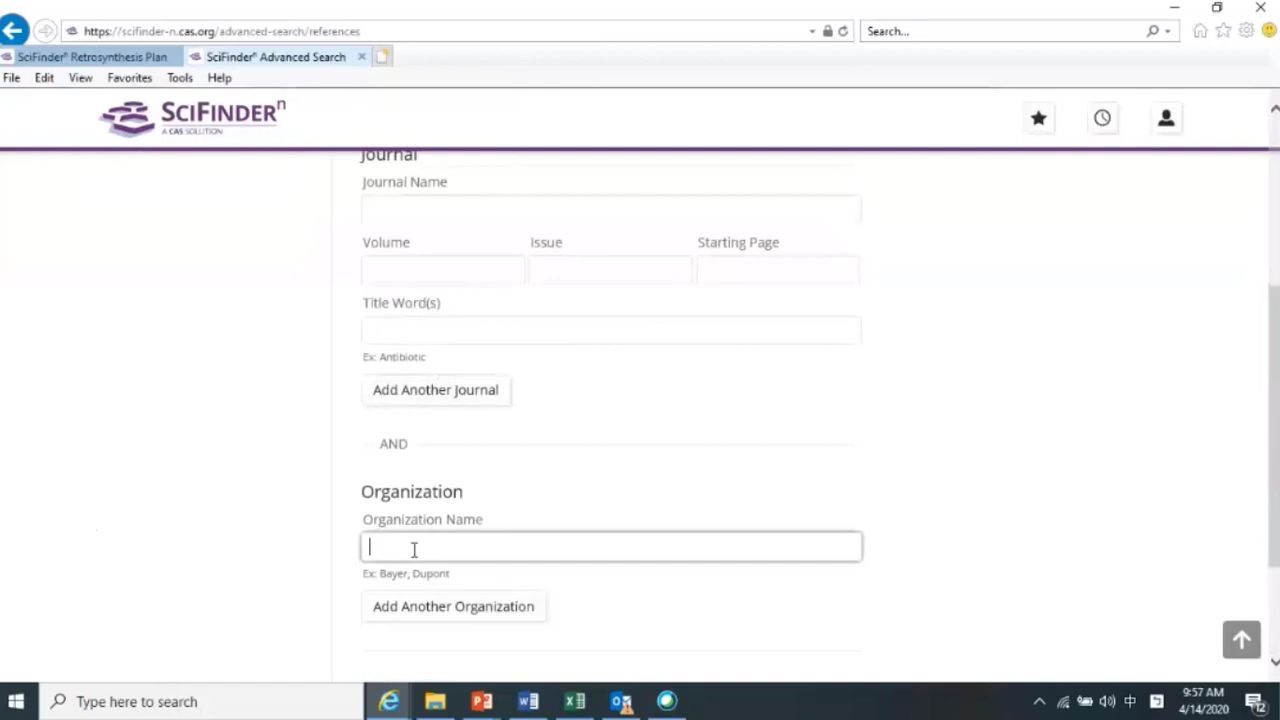 https://scifinder-n.cas.org/advanced-search/references
Search...
SciFinder® Retrosynthesis Plan
SciFinder® Advanced Search
File Edit View Favorites Tools Help
SCIFINDERⁿ
A CAS SOLUTION
Journal
Journal Name
Volume Issue Starting Page
Title Word(s)
Ex: Antibiotic
Add Another Journal
AND
Organization
Organization Name
Ex: Bayer, Dupont
Add Another Organization
Type here to search
中
9:57 AM
4/14/2020
12